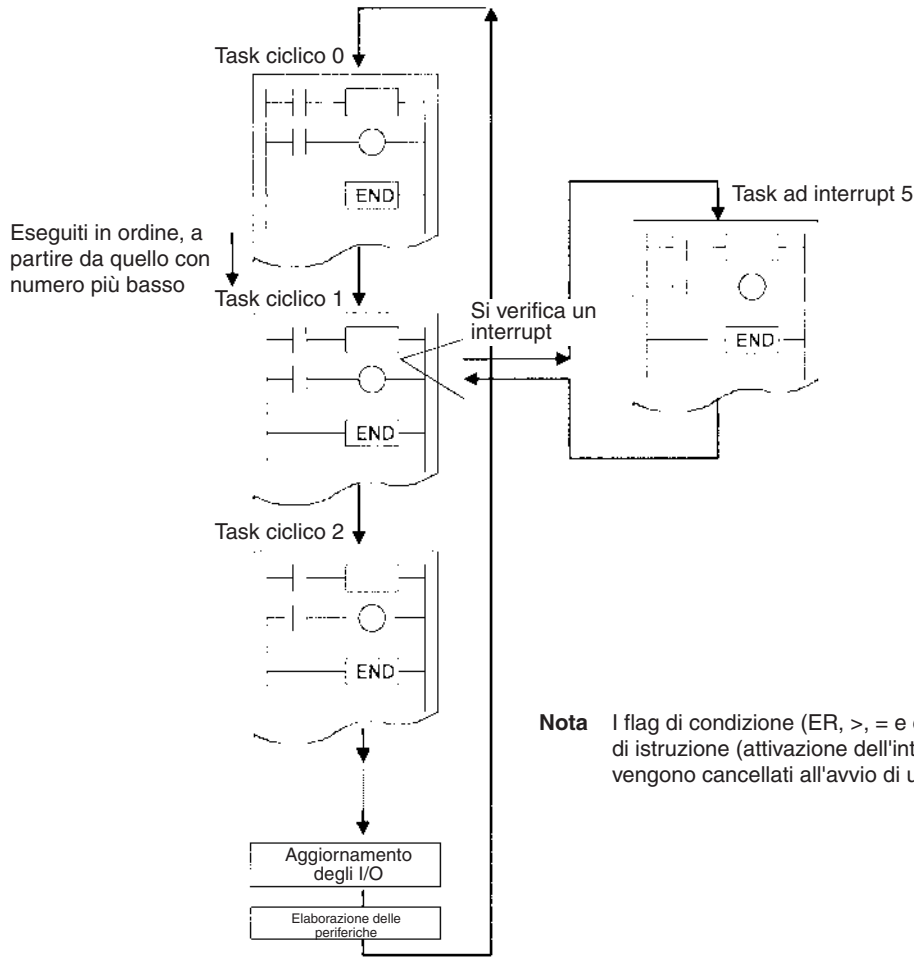 Task ciclico 0
END
Eseguiti in ordine, a
partire da quello con
numero più basso
Task ciclico 1
END
Si verifica un
interrupt
Task ad interrupt 5
END
Task ciclico 2
END
Nota I flag di condizione (ER, >, = e
di istruzione (attivazione dell'int
vengono cancellati all'avvio di u
Aggiornamento
degli I/O
Elaborazione delle
periferiche